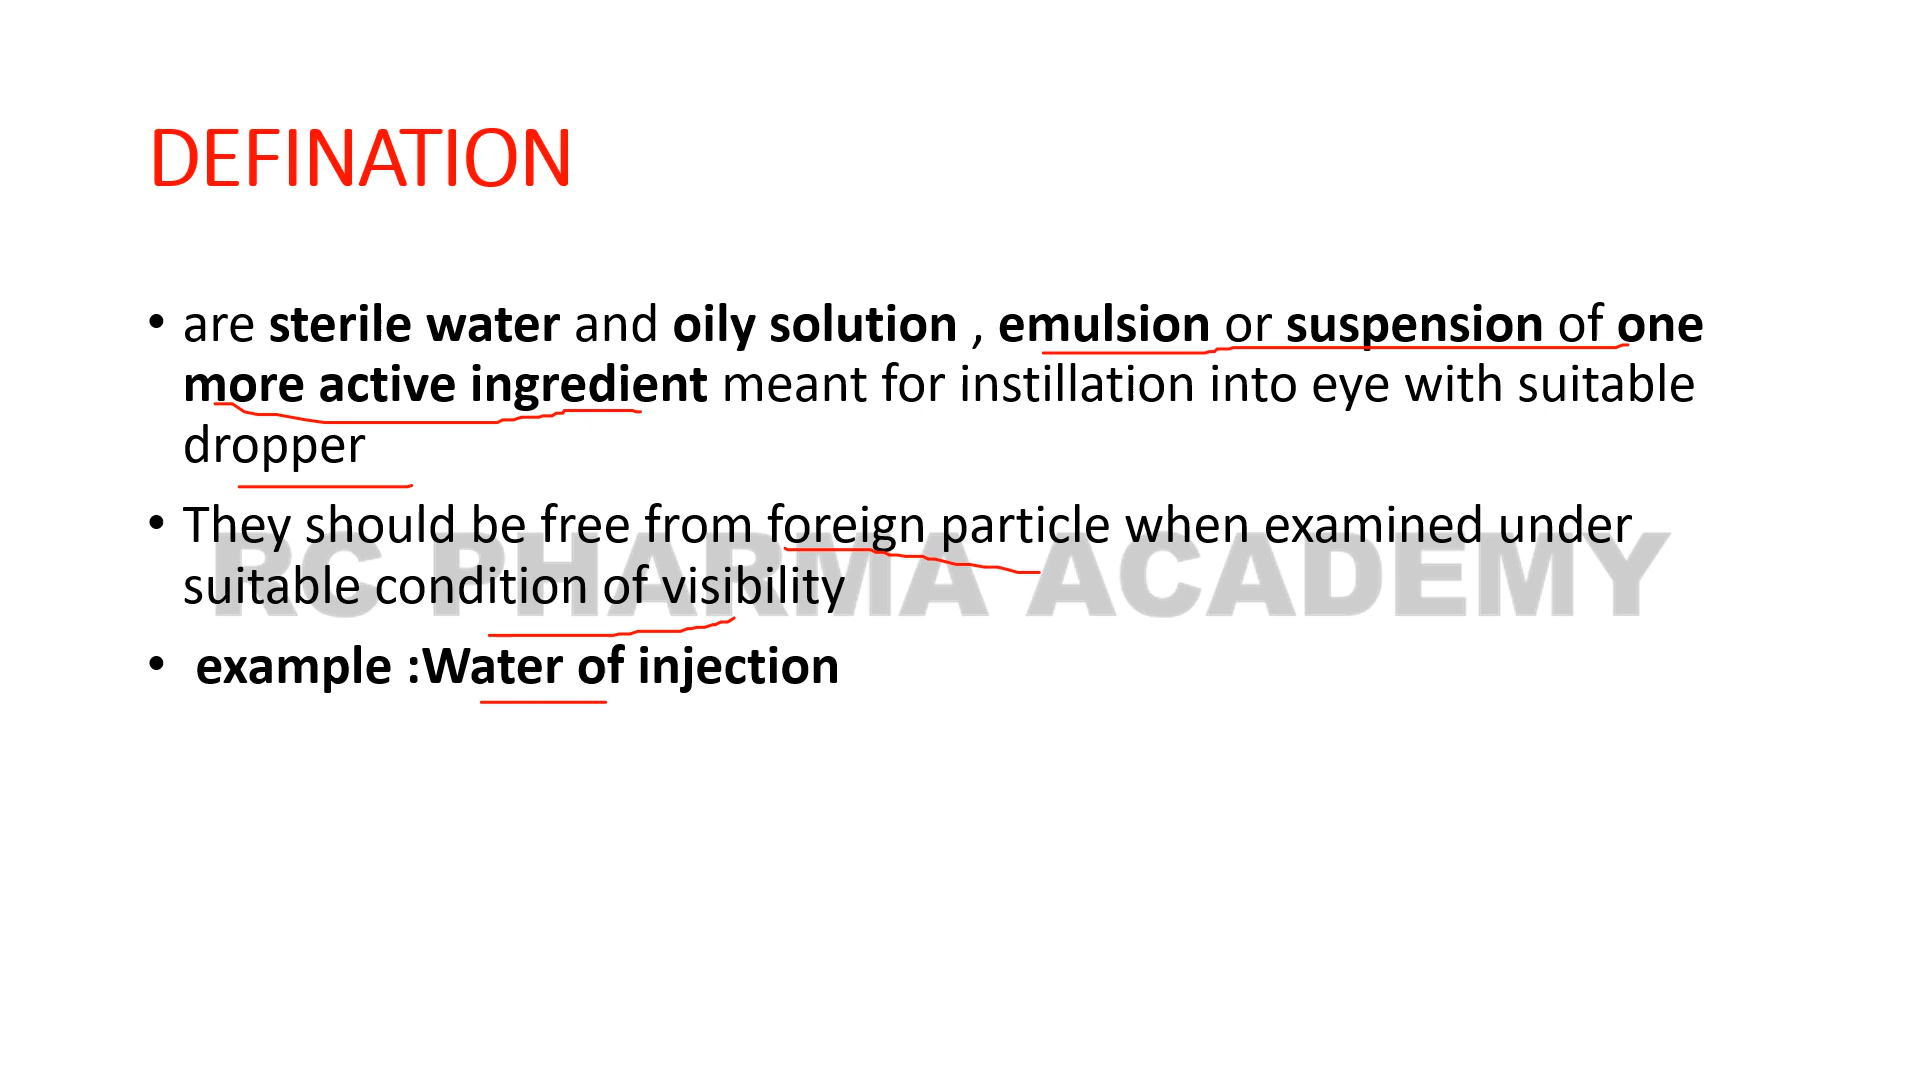 DEFINATION
• are sterile water and oily solution , emulsion or suspension of one
more active ingredient meant for instillation into eye with suitable
dropper
• They should be free from foreign particle when examined under
suitable condition of visibility
RC PHARMA ACADEMY
• example :Water of injection